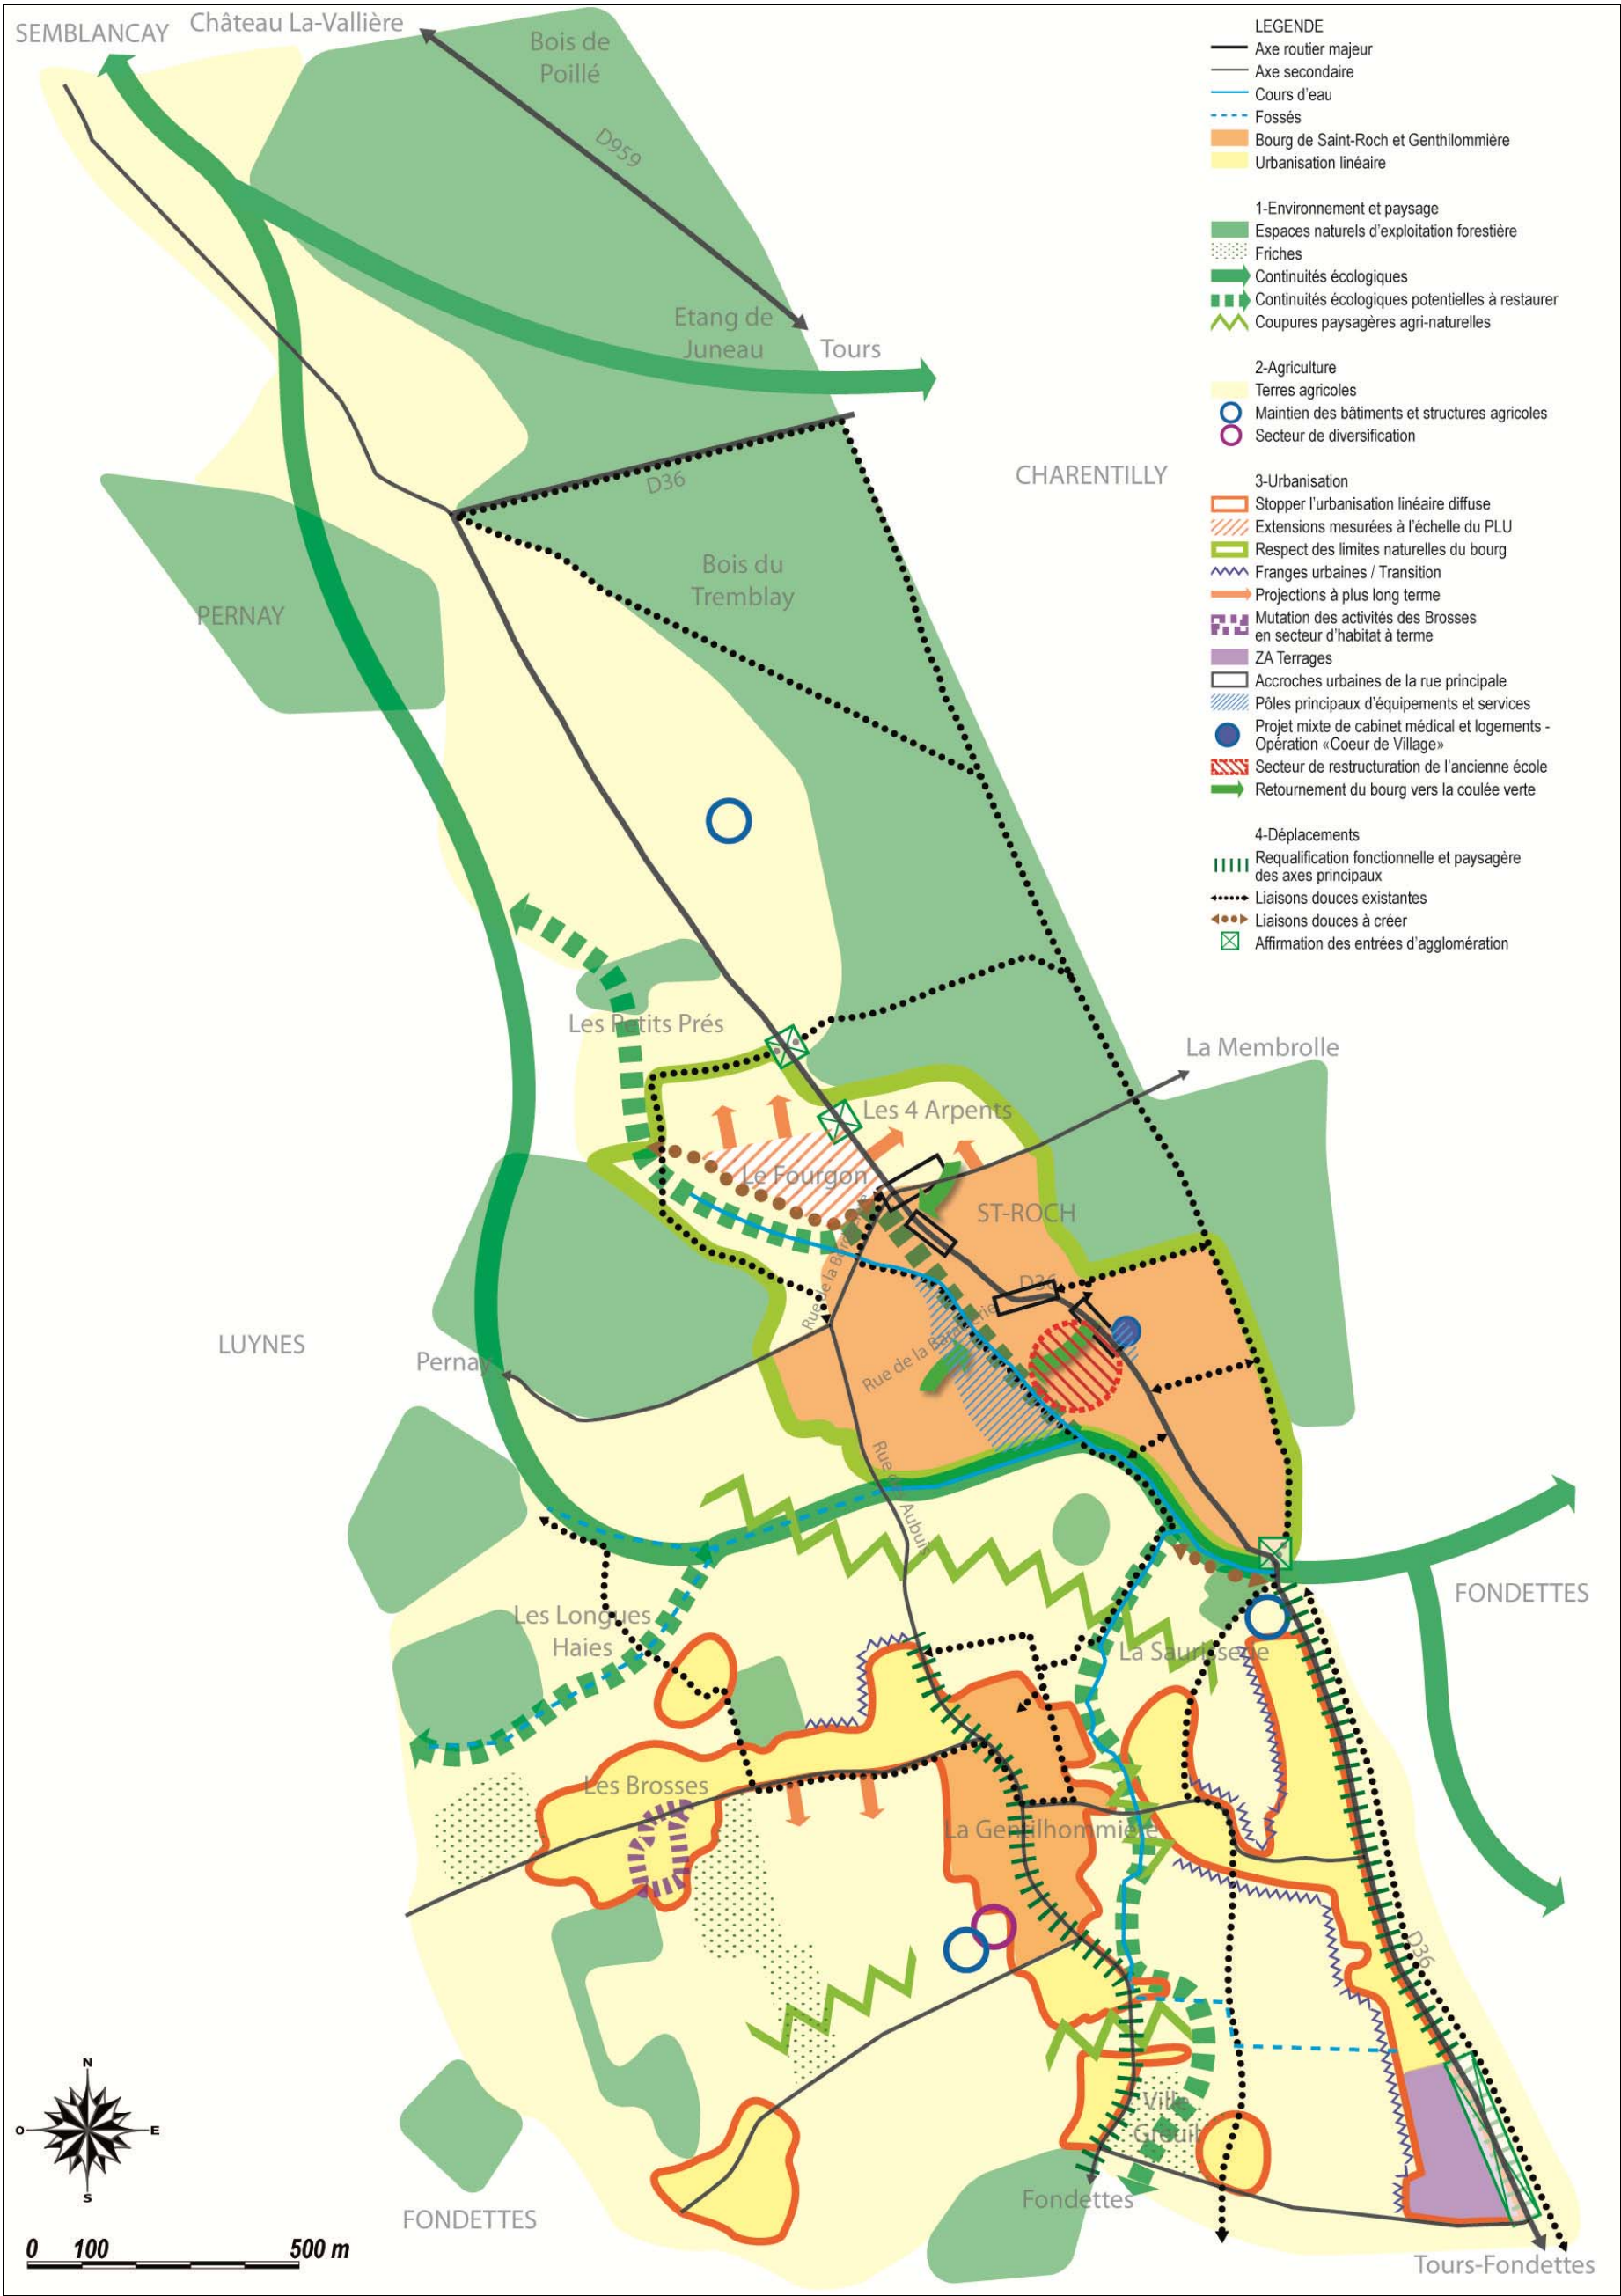 SEMBLANCAY
Château La-Vallière
Bois de
Poillé
D959
Etang de
Juneau
Tours
D36
CHARENTILLY
Bois du
Tremblay
PERNAY
Les Petits Prés
La Membrolle
Les 4 Arpents
Le Fourgon
ST-ROCH
D36
Rue de la Ba
Rue de la Ba
LUYNES
Pernay
Rue des Aubuis
FONDETTES
Les Longues
Haies
La Saurisserie
Les Brosses
La Gentilhommière
D36
Ville
Greuil
Fondettes
FONDETTES
Tours-Fondettes
N
O
E
S
0 100 500 m
LEGENDE
Axe routier majeur
Axe secondaire
Cours d'eau
Fossés
Bourg de Saint-Roch et Genthilommière
Urbanisation linéaire
1-Environnement et paysage
Espaces naturels d'exploitation forestière
Friches
Continuités écologiques
Continuités écologiques potentielles à restaurer
Coupures paysagères agri-naturelles
2-Agriculture
Terres agricoles
Maintien des bâtiments et structures agricoles
Secteur de diversification
3-Urbanisation
Stopper l'urbanisation linéaire diffuse
Extensions mesurées à l'échelle du PLU
Respect des limites naturelles du bourg
Franges urbaines / Transition
Projections à plus long terme
Mutation des activités des Brosses
en secteur d'habitat à terme
ZA Terrages
Accroches urbaines de la rue principale
Pôles principaux d'équipements et services
Projet mixte de cabinet médical et logements -
Opération «Coeur de Village»
Secteur de restructuration de l'ancienne école
Retournement du bourg vers la coulée verte
4-Déplacements
Requalification fonctionnelle et paysagère
des axes principaux
Liaisons douces existantes
Liaisons douces à créer
Affirmation des entrées d'agglomération